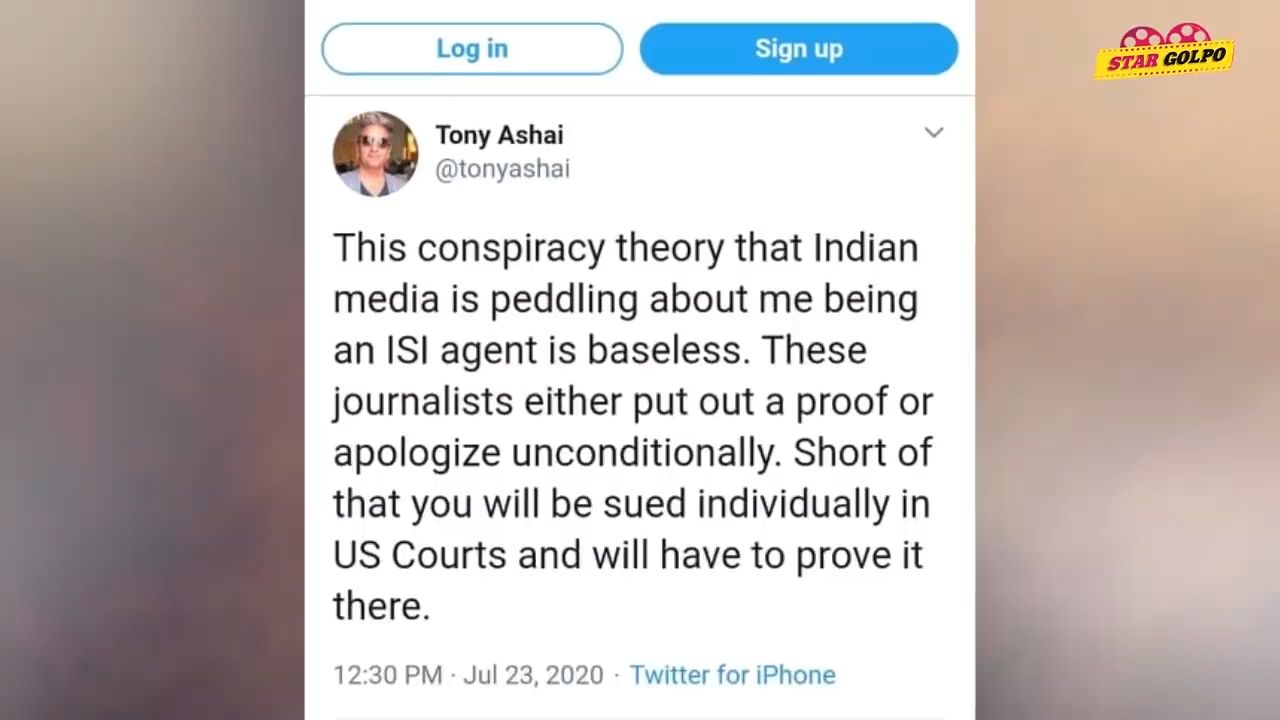 Log in
Sign up
STAR GOLPO
Tony Ashai
@tonyashai
This conspiracy theory that Indian
media is peddling about me being
an ISI agent is baseless. These
journalists either put out a proof or
apologize unconditionally. Short of
that you will be sued individually in
US Courts and will have to prove it
there.
12:30 PM · Jul 23, 2020 · Twitter for iPhone